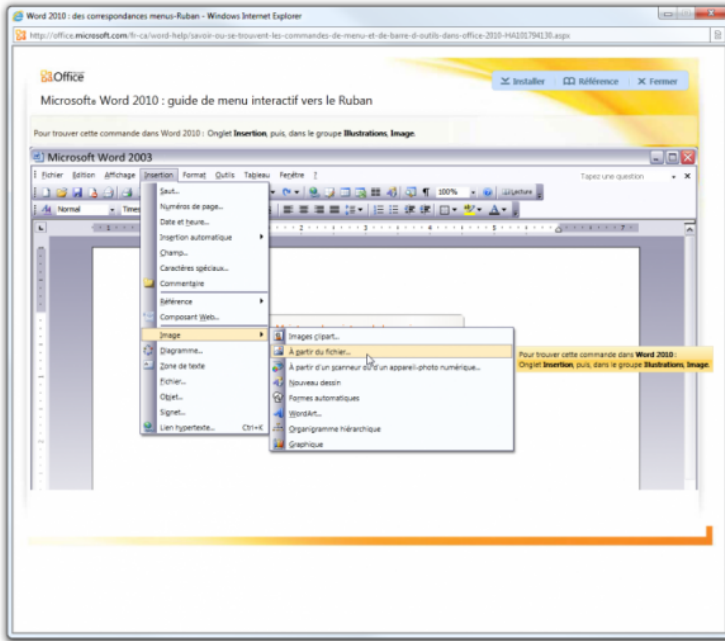 Word 2010 : des correspondances menus-Ruban - Windows Internet Explorer
http://office.microsoft.com/fr-ca/word-help/savoir-ou-se-trouvent-les-commandes-de-menu-et-de-barre-d-outils-dans-office-2010-HA101794130.aspx
Office
Installer Référence Fermer
Microsoft® Word 2010 : guide de menu interactif vers le Ruban
Pour trouver cette commande dans Word 2010 : Onglet Insertion, puis, dans le groupe Illustrations, Image.
Microsoft Word 2003
Fichier Edition Affichage Insertion Format Outils Tableau Fenêtre ? Tapez une question
100% Lecture
Normal Times
Saut...
Numéros de page...
Date et heure...
Insertion automatique
Champ...
Caractères spéciaux...
Commentaire
Référence
Composant Web...
Image
Diagramme...
Zone de texte
Fichier...
Objet...
Signet...
Lien hypertexte... Ctrl+K
Images clipart...
À partir du fichier...
À partir d'un scanneur ou d'un appareil-photo numérique...
Nouveau dessin
Formes automatiques
WordArt...
Organigramme hiérarchique
Graphique
Pour trouver cette commande dans Word 2010 :
Onglet Insertion, puis, dans le groupe Illustrations, Image.